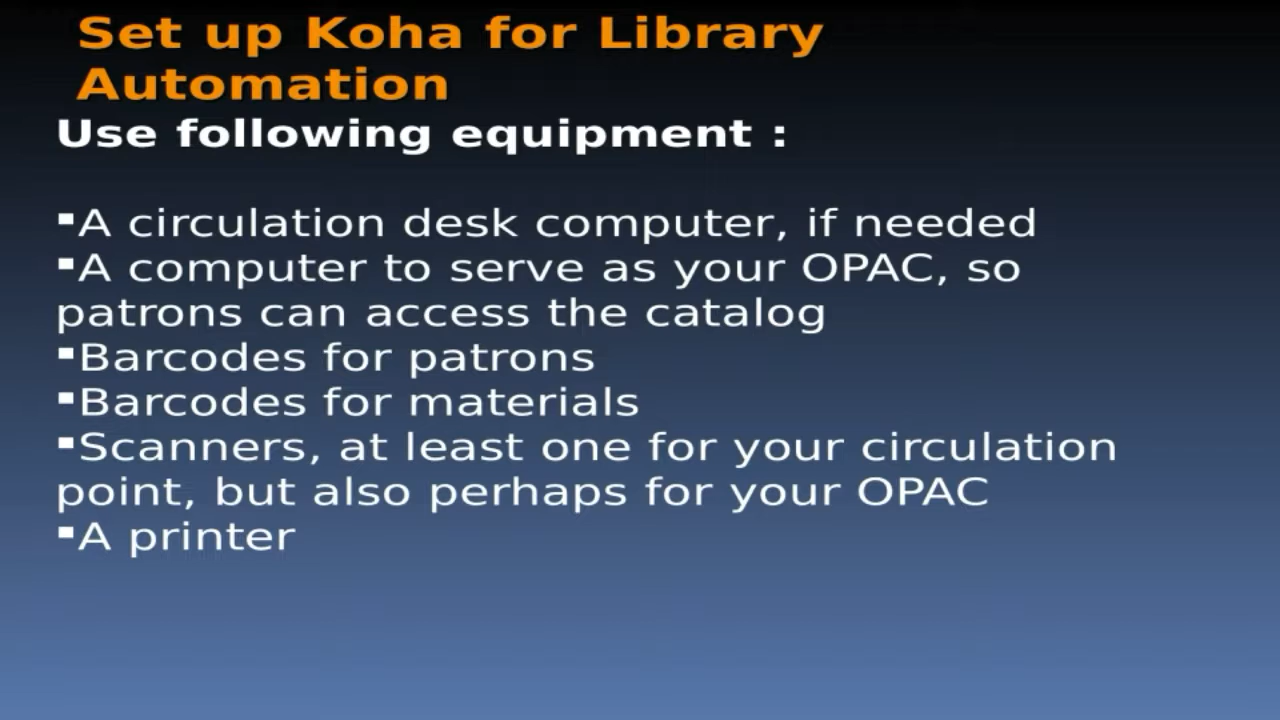 Set up Koha for Library
Automation
Use following equipment :
▪A circulation desk computer, if needed
▪A computer to serve as your OPAC, so
patrons can access the catalog
▪Barcodes for patrons
▪Barcodes for materials
▪Scanners, at least one for your circulation
point, but also perhaps for your OPAC
▪A printer